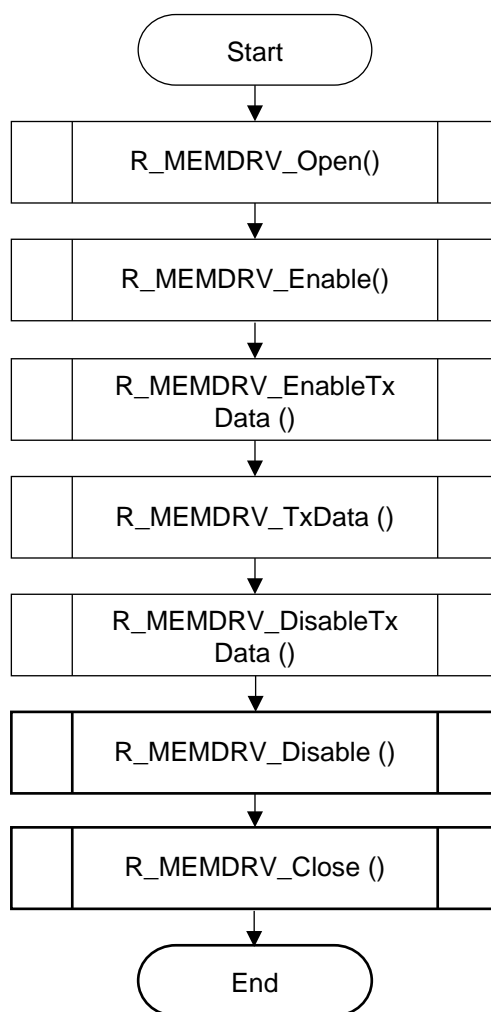 Start
R_MEMDRV_Open()
R_MEMDRV_Enable()
R_MEMDRV_EnableTx
Data ()
R_MEMDRV_TxData ()
R_MEMDRV_DisableTx
Data ()
R_MEMDRV_Disable ()
R_MEMDRV_Close ()
End